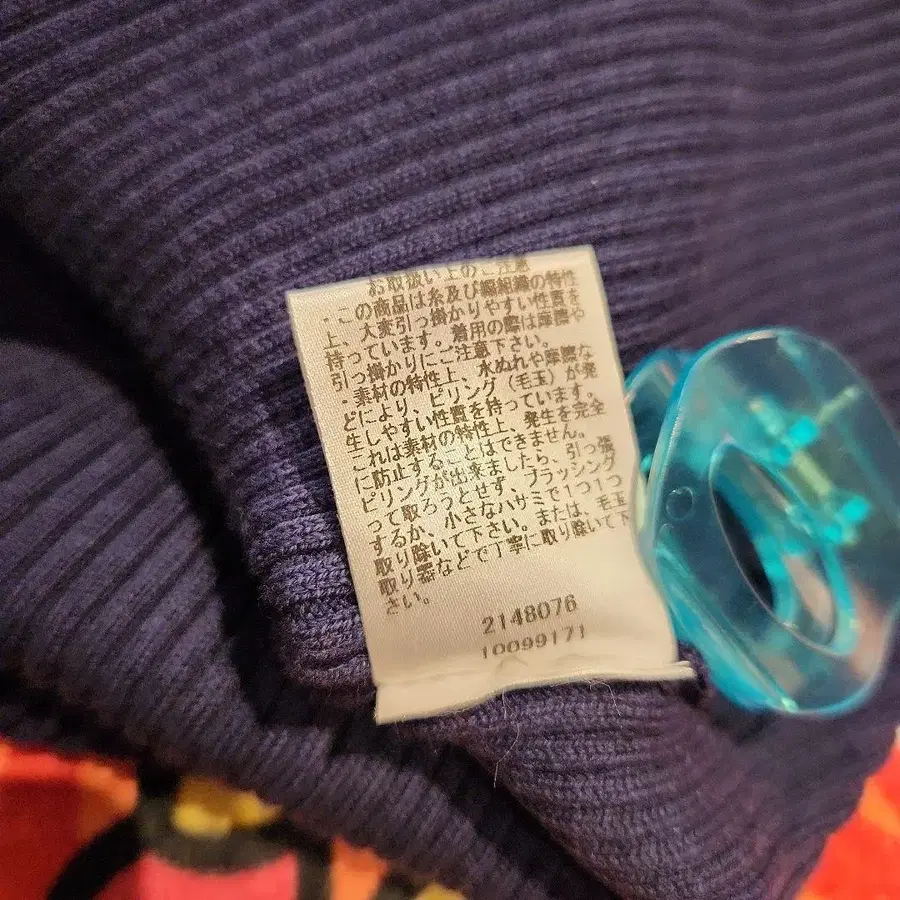 お取扱い上のご注意
・この商品は糸及び編組織の特性
上、大変引っ掛かりやすい性質を
持っています。着用の際は摩擦や
引っ掛かりにご注意下さい。
・素材の特性上、水ぬれや摩擦な
どにより、ピリング（毛玉）が発
生しやすい性質を持っています。
これは素材の特性上、発生を完全
に防止することはできません。
ピリングが出来ましたら、引っ張
って取ろうとせず、ブラッシング
するか、小さなハサミで1つ1つ
取り除いて下さい。または、毛玉
取り器などで丁寧に取り除いて下
さい。
2148076
10099171